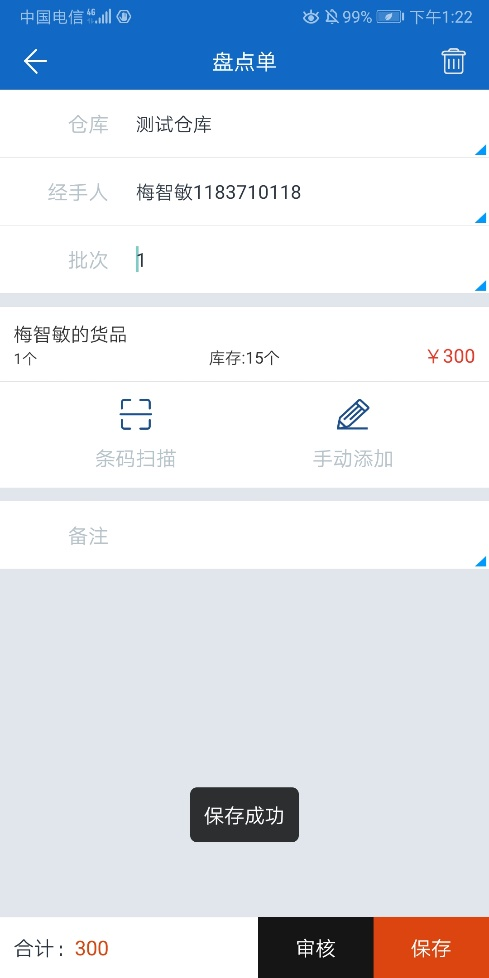 中国电信 4G 99% 下午1:22
盘点单
仓库 测试仓库
经手人 梅智敏1183710118
批次 1
梅智敏的货品
1个 库存:15个 ￥300
条码扫描 手动添加
备注
保存成功
合计：300 审核 保存